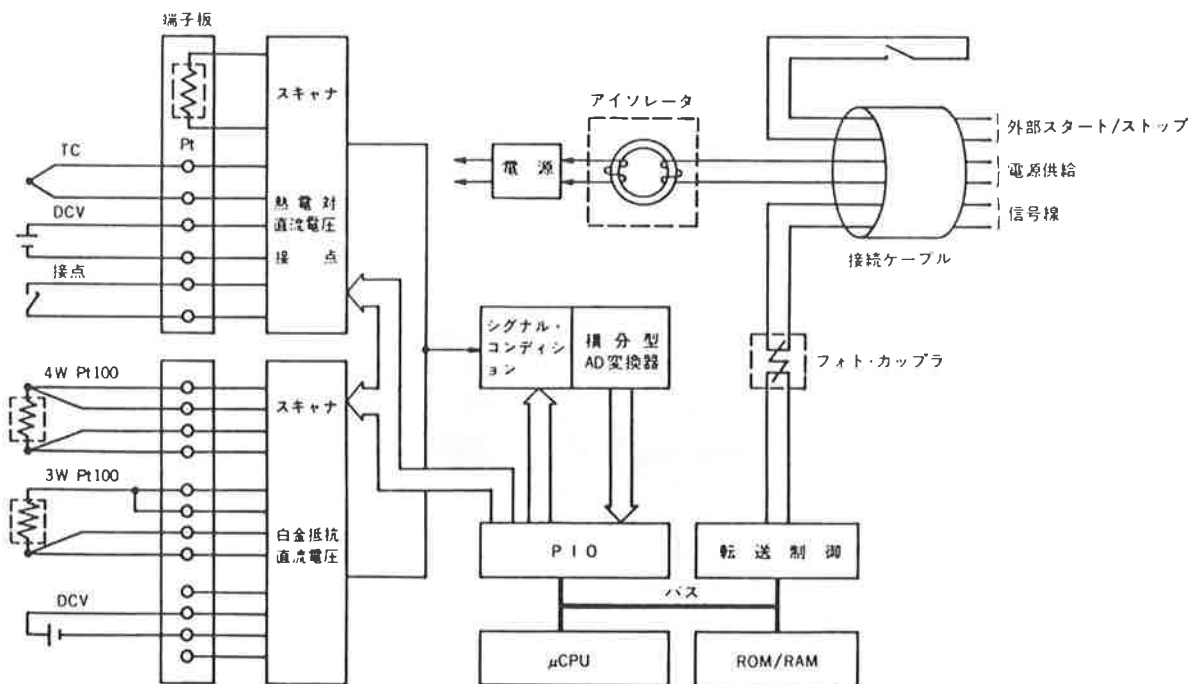 端子板
スキャナ
Pt
TC
熱電対
直流電圧
接点
DCV
接点
アイソレータ
電源
外部スタート/ストップ
電源供給
信号線
接続ケーブル
シグナル・
コンディシ
ョン
積分型
AD変換器
フォト・カップラ
4W Pt100
スキャナ
3W Pt100
白金抵抗
直流電圧
DCV
PIO
転送制御
バス
μCPU
ROM/RAM